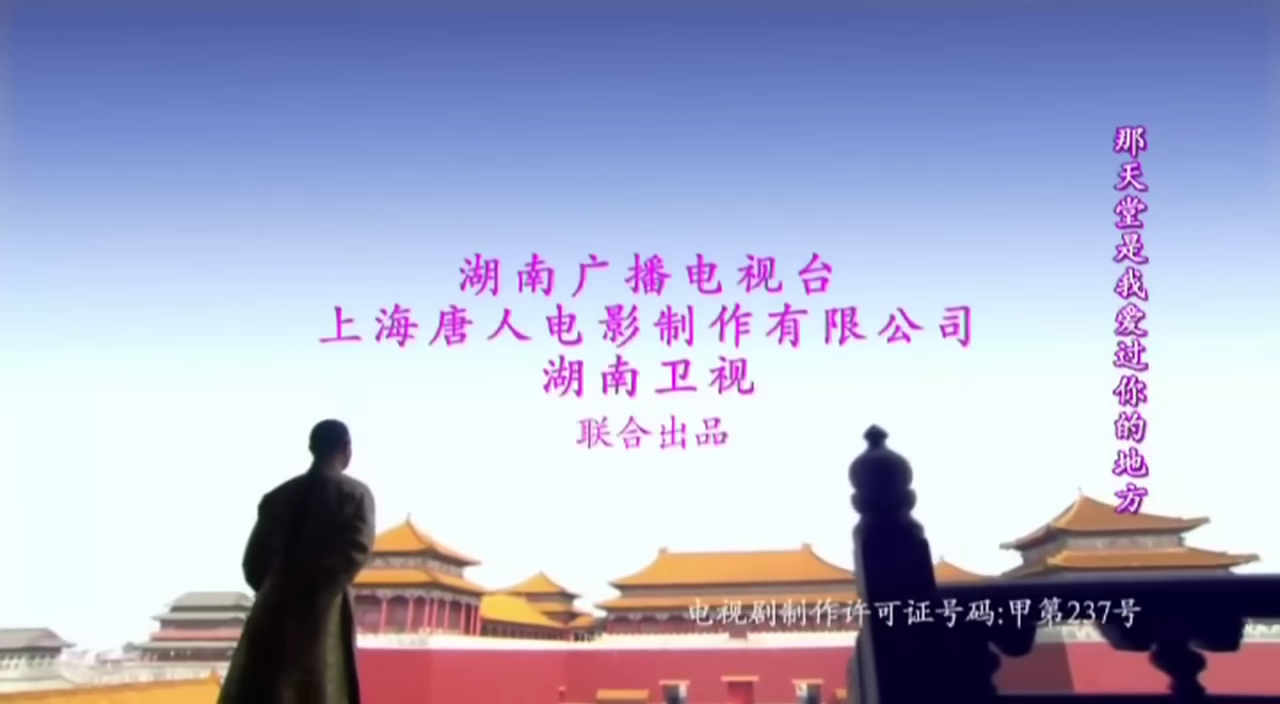 湖南广播电视台
上海唐人电影制作有限公司
湖南卫视
联合出品
那天堂是我爱过你的地方
电视剧制作许可证号码:甲第237号